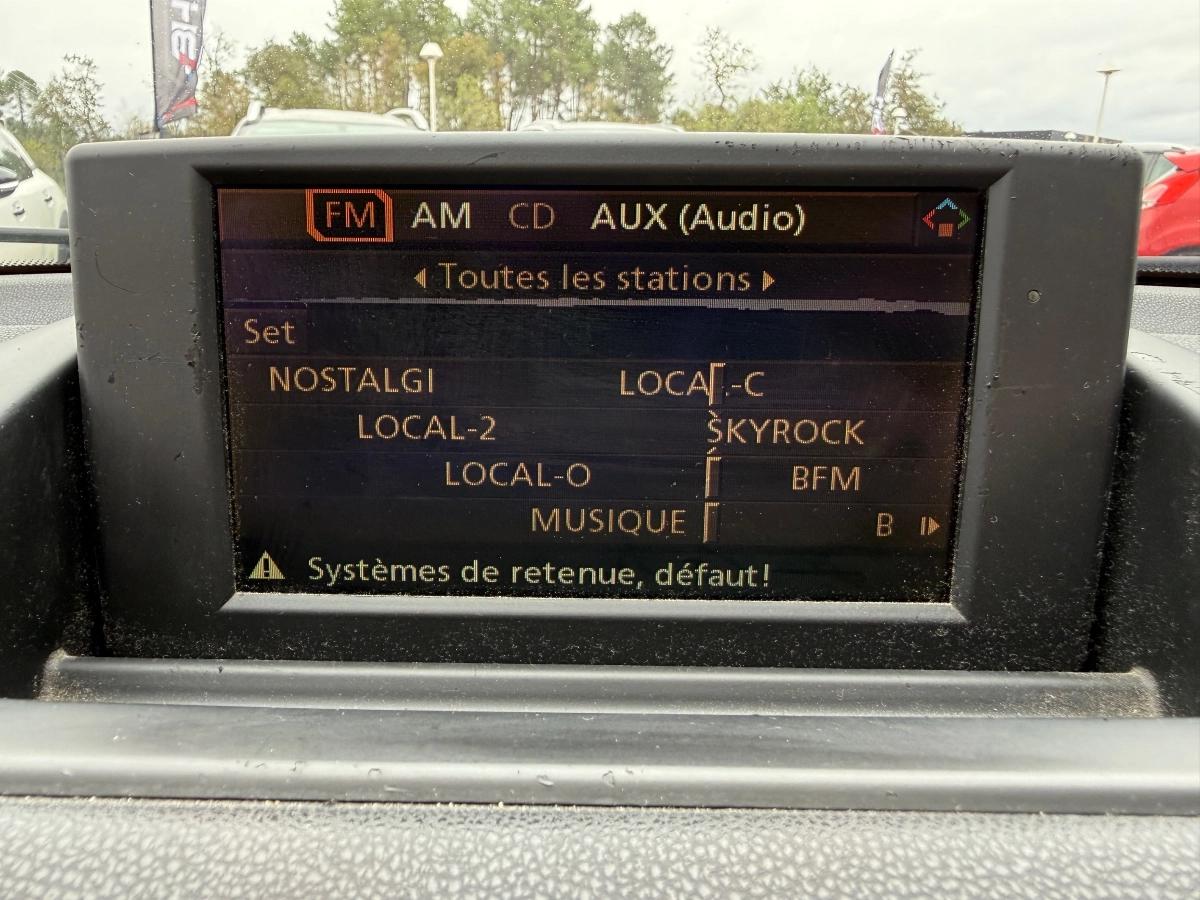 FM AM CD AUX (Audio)
Toutes les stations
Set
NOSTALGI LOCAL-C
LOCAL-2 SKYROCK
LOCAL-O BFM
MUSIQUE B
Systèmes de retenue, défaut!